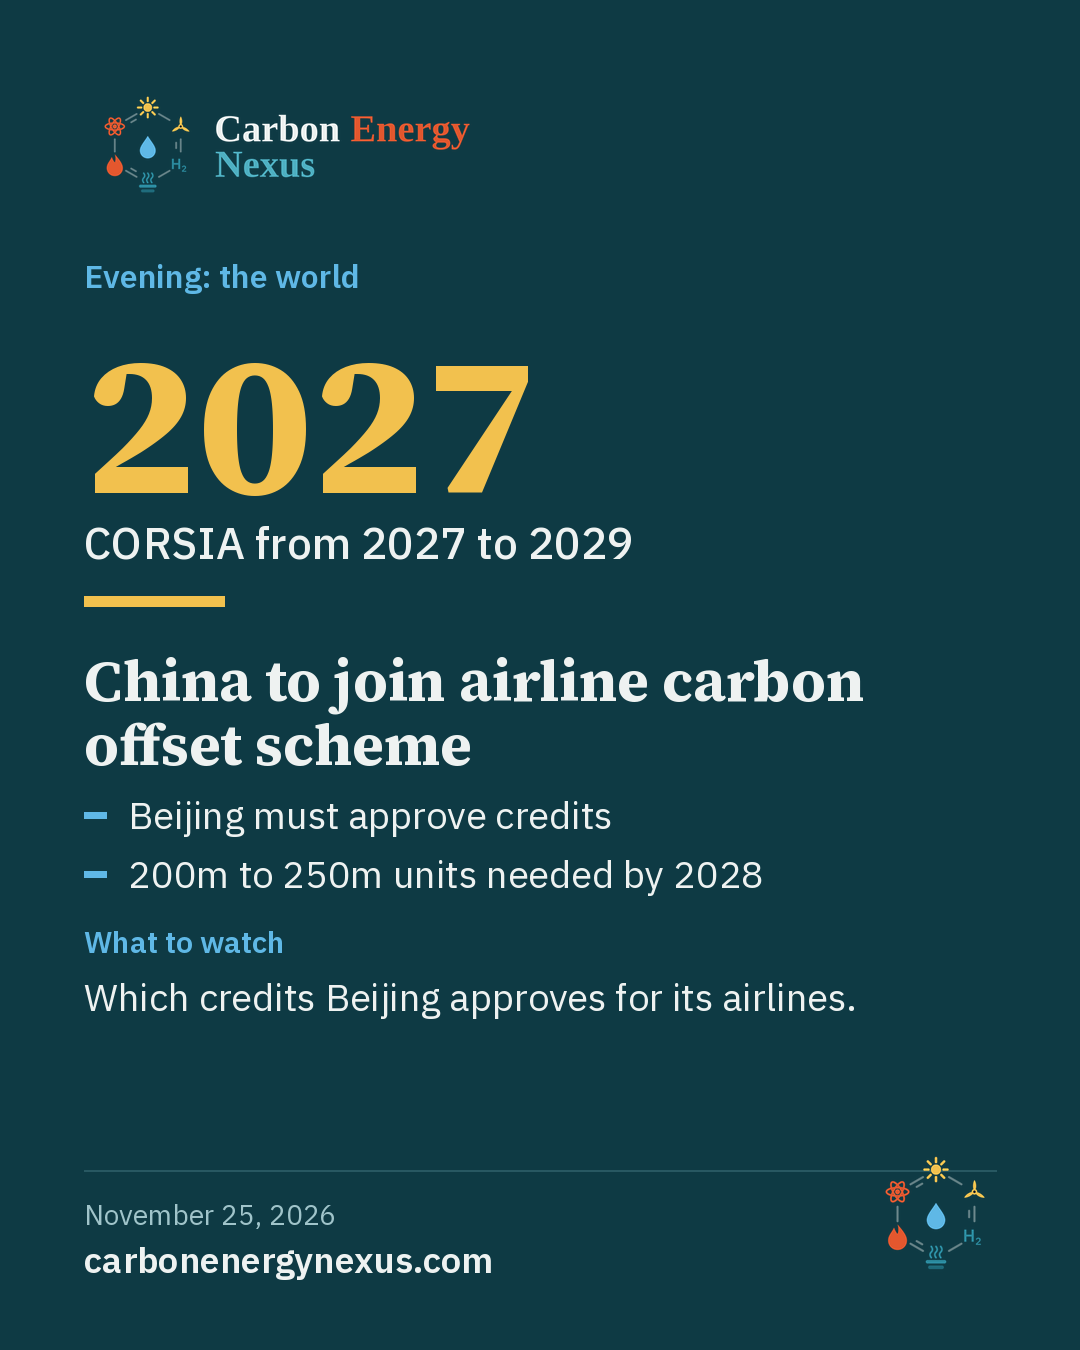 Carbon Energy
Nexus
H₂
Evening: the world
2027
CORSIA from 2027 to 2029
China to join airline carbon
offset scheme
Beijing must approve credits
200m to 250m units needed by 2028
What to watch
Which credits Beijing approves for its airlines.
November 25, 2026
carbonenergynexus.com
H₂